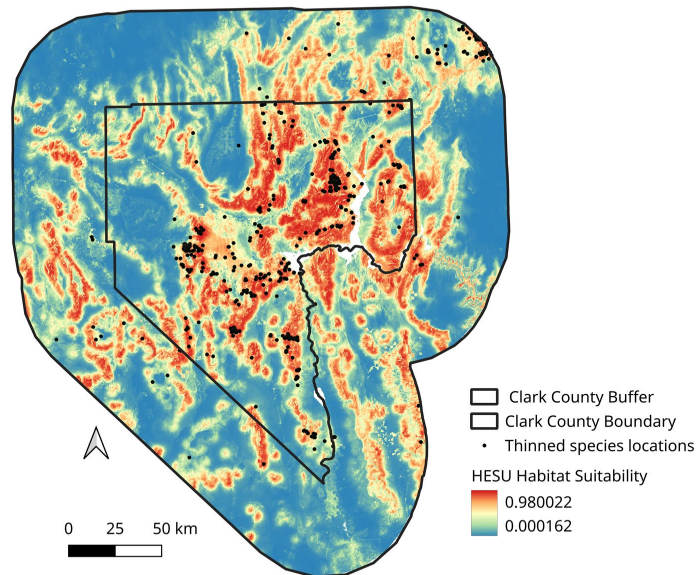 Clark County Buffer
Clark County Boundary
Thinned species locations
HESU Habitat Suitability
0.980022
0.000162
0 25 50 km